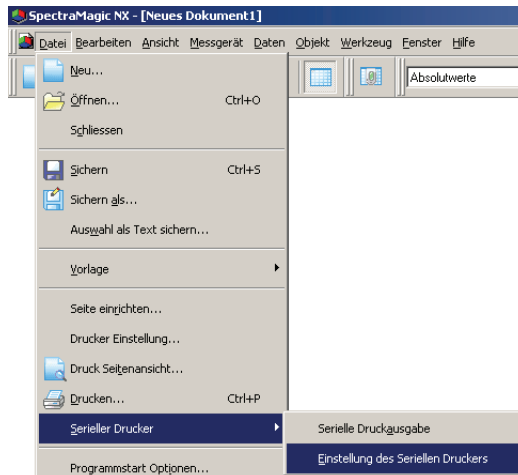 SpectraMagic NX - [Neues Dokument1]
Datei Bearbeiten Ansicht Messgerät Daten Objekt Werkzeug Fenster Hilfe
Absolutwerte
Neu...
Öffnen... Ctrl+O
Schliessen
Sichern Ctrl+S
Sichern als...
Auswahl als Text sichern...
Vorlage
Seite einrichten...
Drucker Einstellung...
Druck Seitenansicht...
Drucken... Ctrl+P
Serieller Drucker
Serielle Druckausgabe
Einstellung des Seriellen Druckers
Programmstart Optionen...